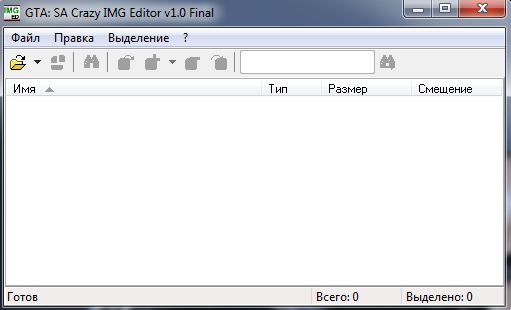 IMG
ED
GTA: SA Crazy IMG Editor v1.0 Final
Файл Правка Выделение ?
Имя Тип Размер Смещение
Готов Всего: 0 Выделено: 0